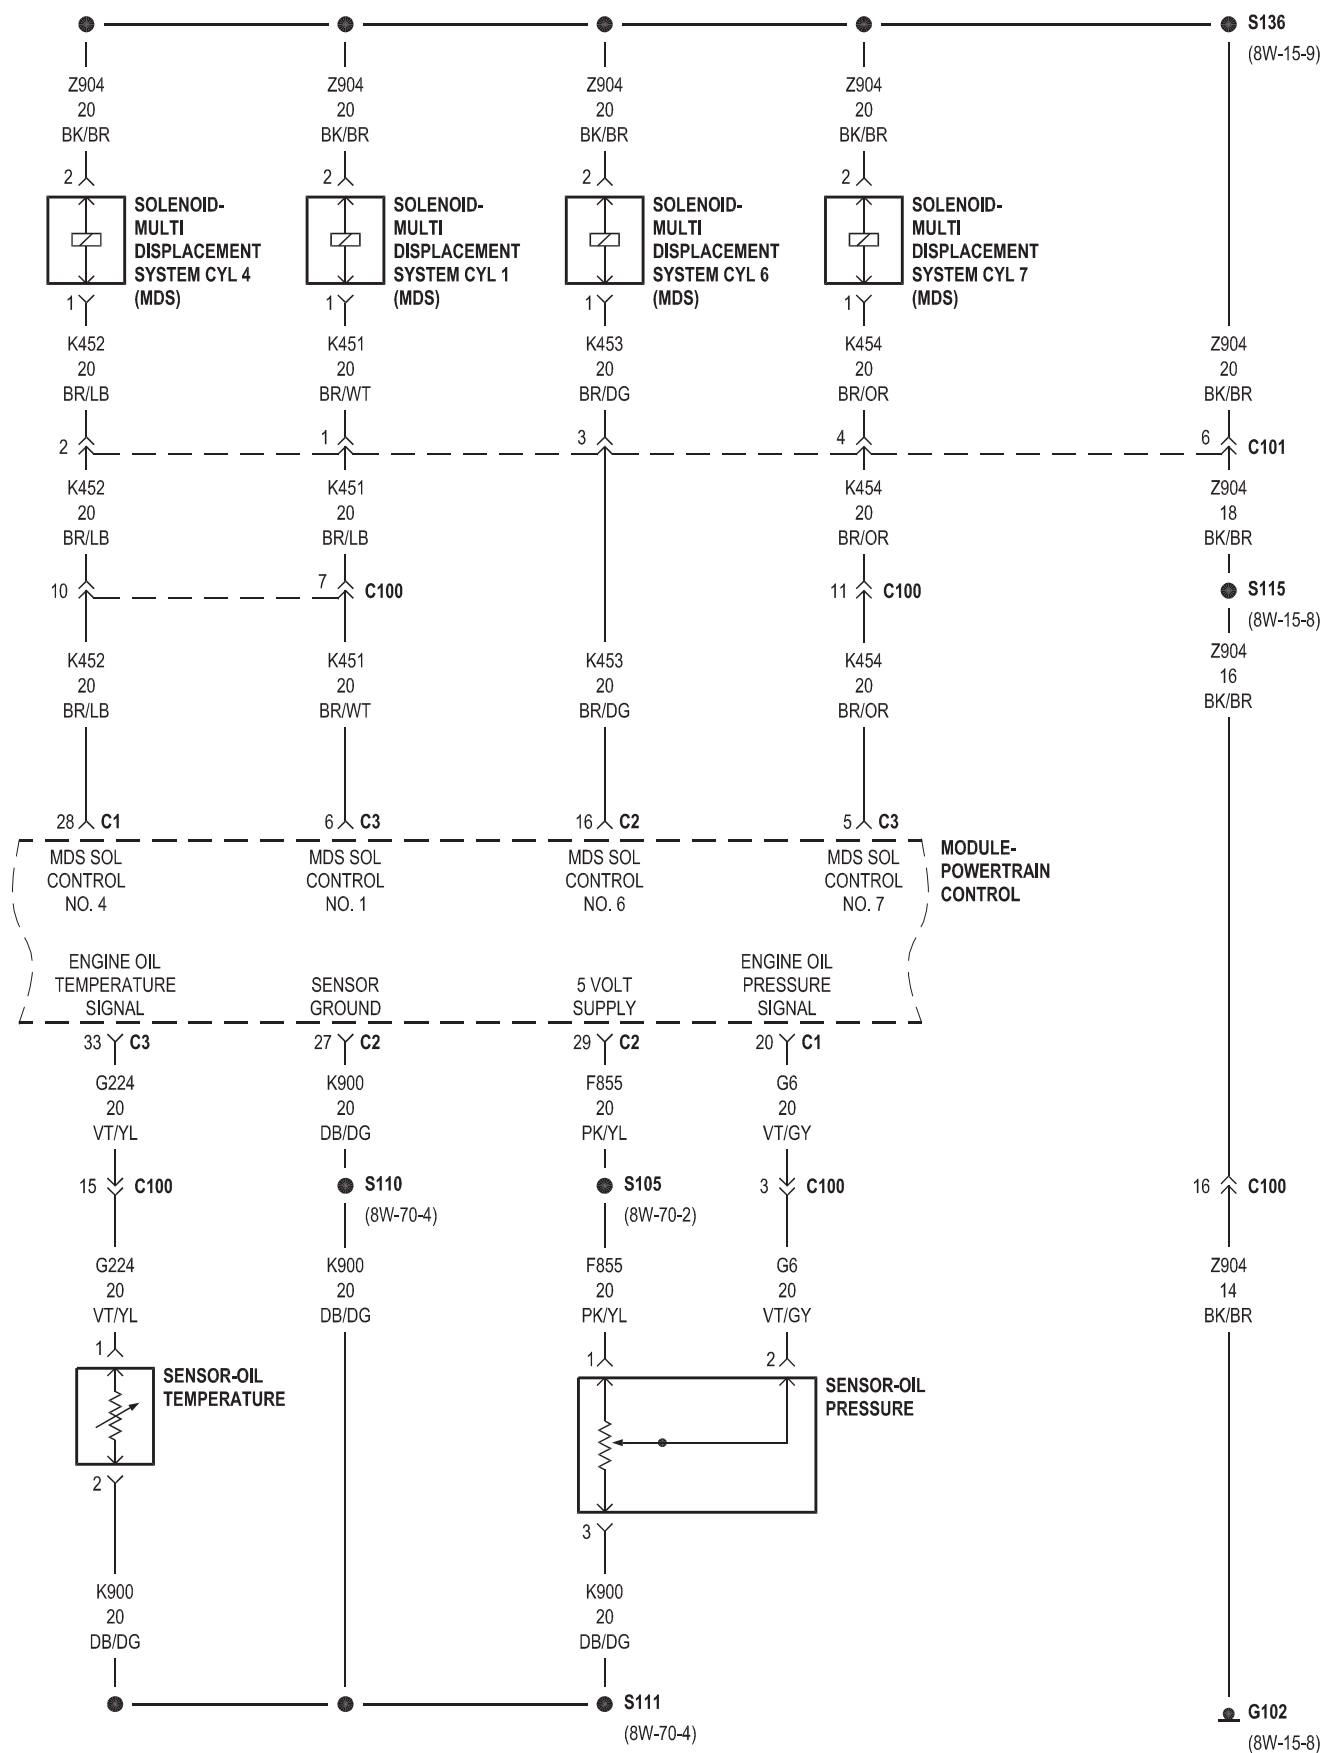 S136
(8W-15-9)
Z904 Z904 Z904 Z904
20 20 20 20
BK/BR BK/BR BK/BR BK/BR
2 2 2 2
SOLENOID-
MULTI
DISPLACEMENT
SYSTEM CYL 4
(MDS)
SOLENOID-
MULTI
DISPLACEMENT
SYSTEM CYL 1
(MDS)
SOLENOID-
MULTI
DISPLACEMENT
SYSTEM CYL 6
(MDS)
SOLENOID-
MULTI
DISPLACEMENT
SYSTEM CYL 7
(MDS)
1 1 1 1
K452 K451 K453 K454 Z904
20 20 20 20 20
BR/LB BR/WT BR/DG BR/OR BK/BR
2 1 3 4 6 C101
K452 K451 K454 Z904
20 20 20 18
BR/LB BR/LB BR/OR BK/BR
10 7 C100 11 C100 S115
(8W-15-8)
K452 K451 K453 K454 Z904
20 20 20 20 16
BR/LB BR/WT BR/DG BR/OR BK/BR
28 C1 6 C3 16 C2 5 C3
MDS SOL
CONTROL
NO. 4
MDS SOL
CONTROL
NO. 1
MDS SOL
CONTROL
NO. 6
MDS SOL
CONTROL
NO. 7
MODULE-
POWERTRAIN
CONTROL
ENGINE OIL
TEMPERATURE
SIGNAL
SENSOR
GROUND
5 VOLT
SUPPLY
ENGINE OIL
PRESSURE
SIGNAL
33 C3 27 C2 29 C2 20 C1
G224 K900 F855 G6
20 20 20 20
VT/YL DB/DG PK/YL VT/GY
15 C100 S110 S105 3 C100 16 C100
(8W-70-4) (8W-70-2)
G224 K900 F855 G6 Z904
20 20 20 20 14
VT/YL DB/DG PK/YL VT/GY BK/BR
1 1 2
SENSOR-OIL
TEMPERATURE
SENSOR-OIL
PRESSURE
2 3
K900 K900
20 20
DB/DG DB/DG
S111
(8W-70-4)
G102
(8W-15-8)